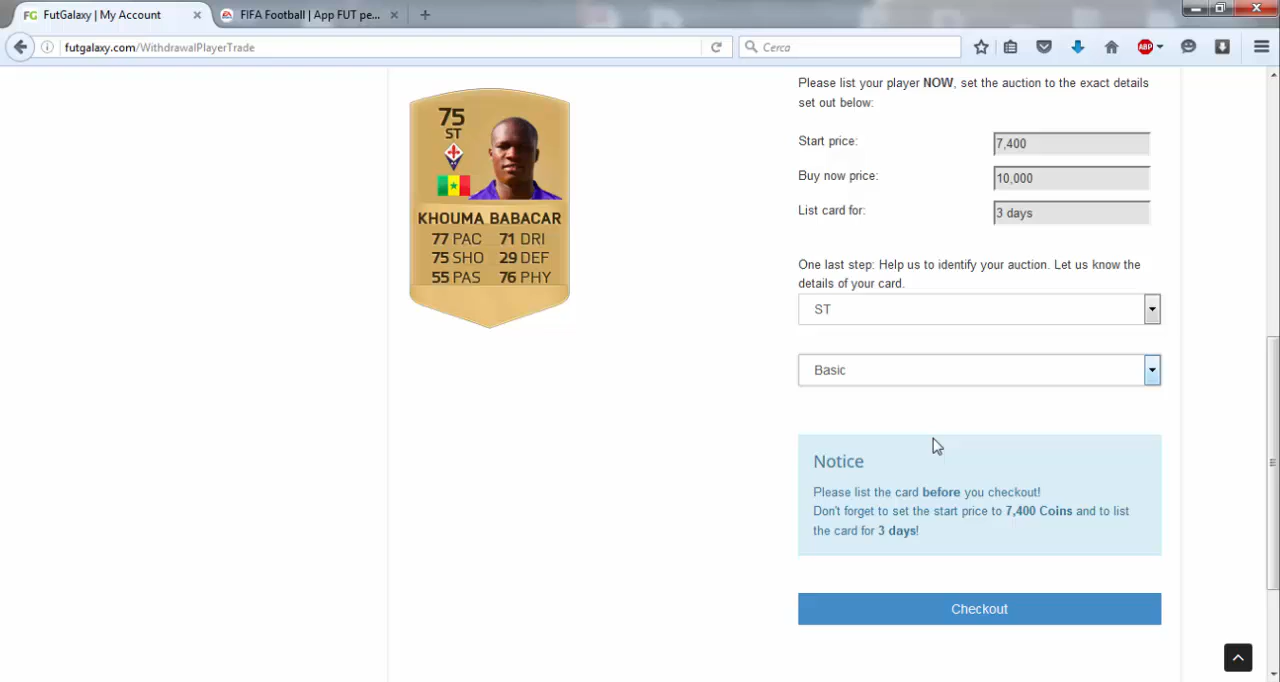 FG FutGalaxy | My Account
FIFA Football | App FUT pe...
futgalaxy.com/WithdrawalPlayerTrade
Cerca
ABP
75
ST
KHOUMA BABACAR
77 PAC 71 DRI
75 SHO 29 DEF
55 PAS 76 PHY
Please list your player NOW, set the auction to the exact details
set out below:
Start price: 7,400
Buy now price: 10,000
List card for: 3 days
One last step: Help us to identify your auction. Let us know the
details of your card.
ST
Basic
Notice
Please list the card before you checkout!
Don't forget to set the start price to 7,400 Coins and to list
the card for 3 days!
Checkout